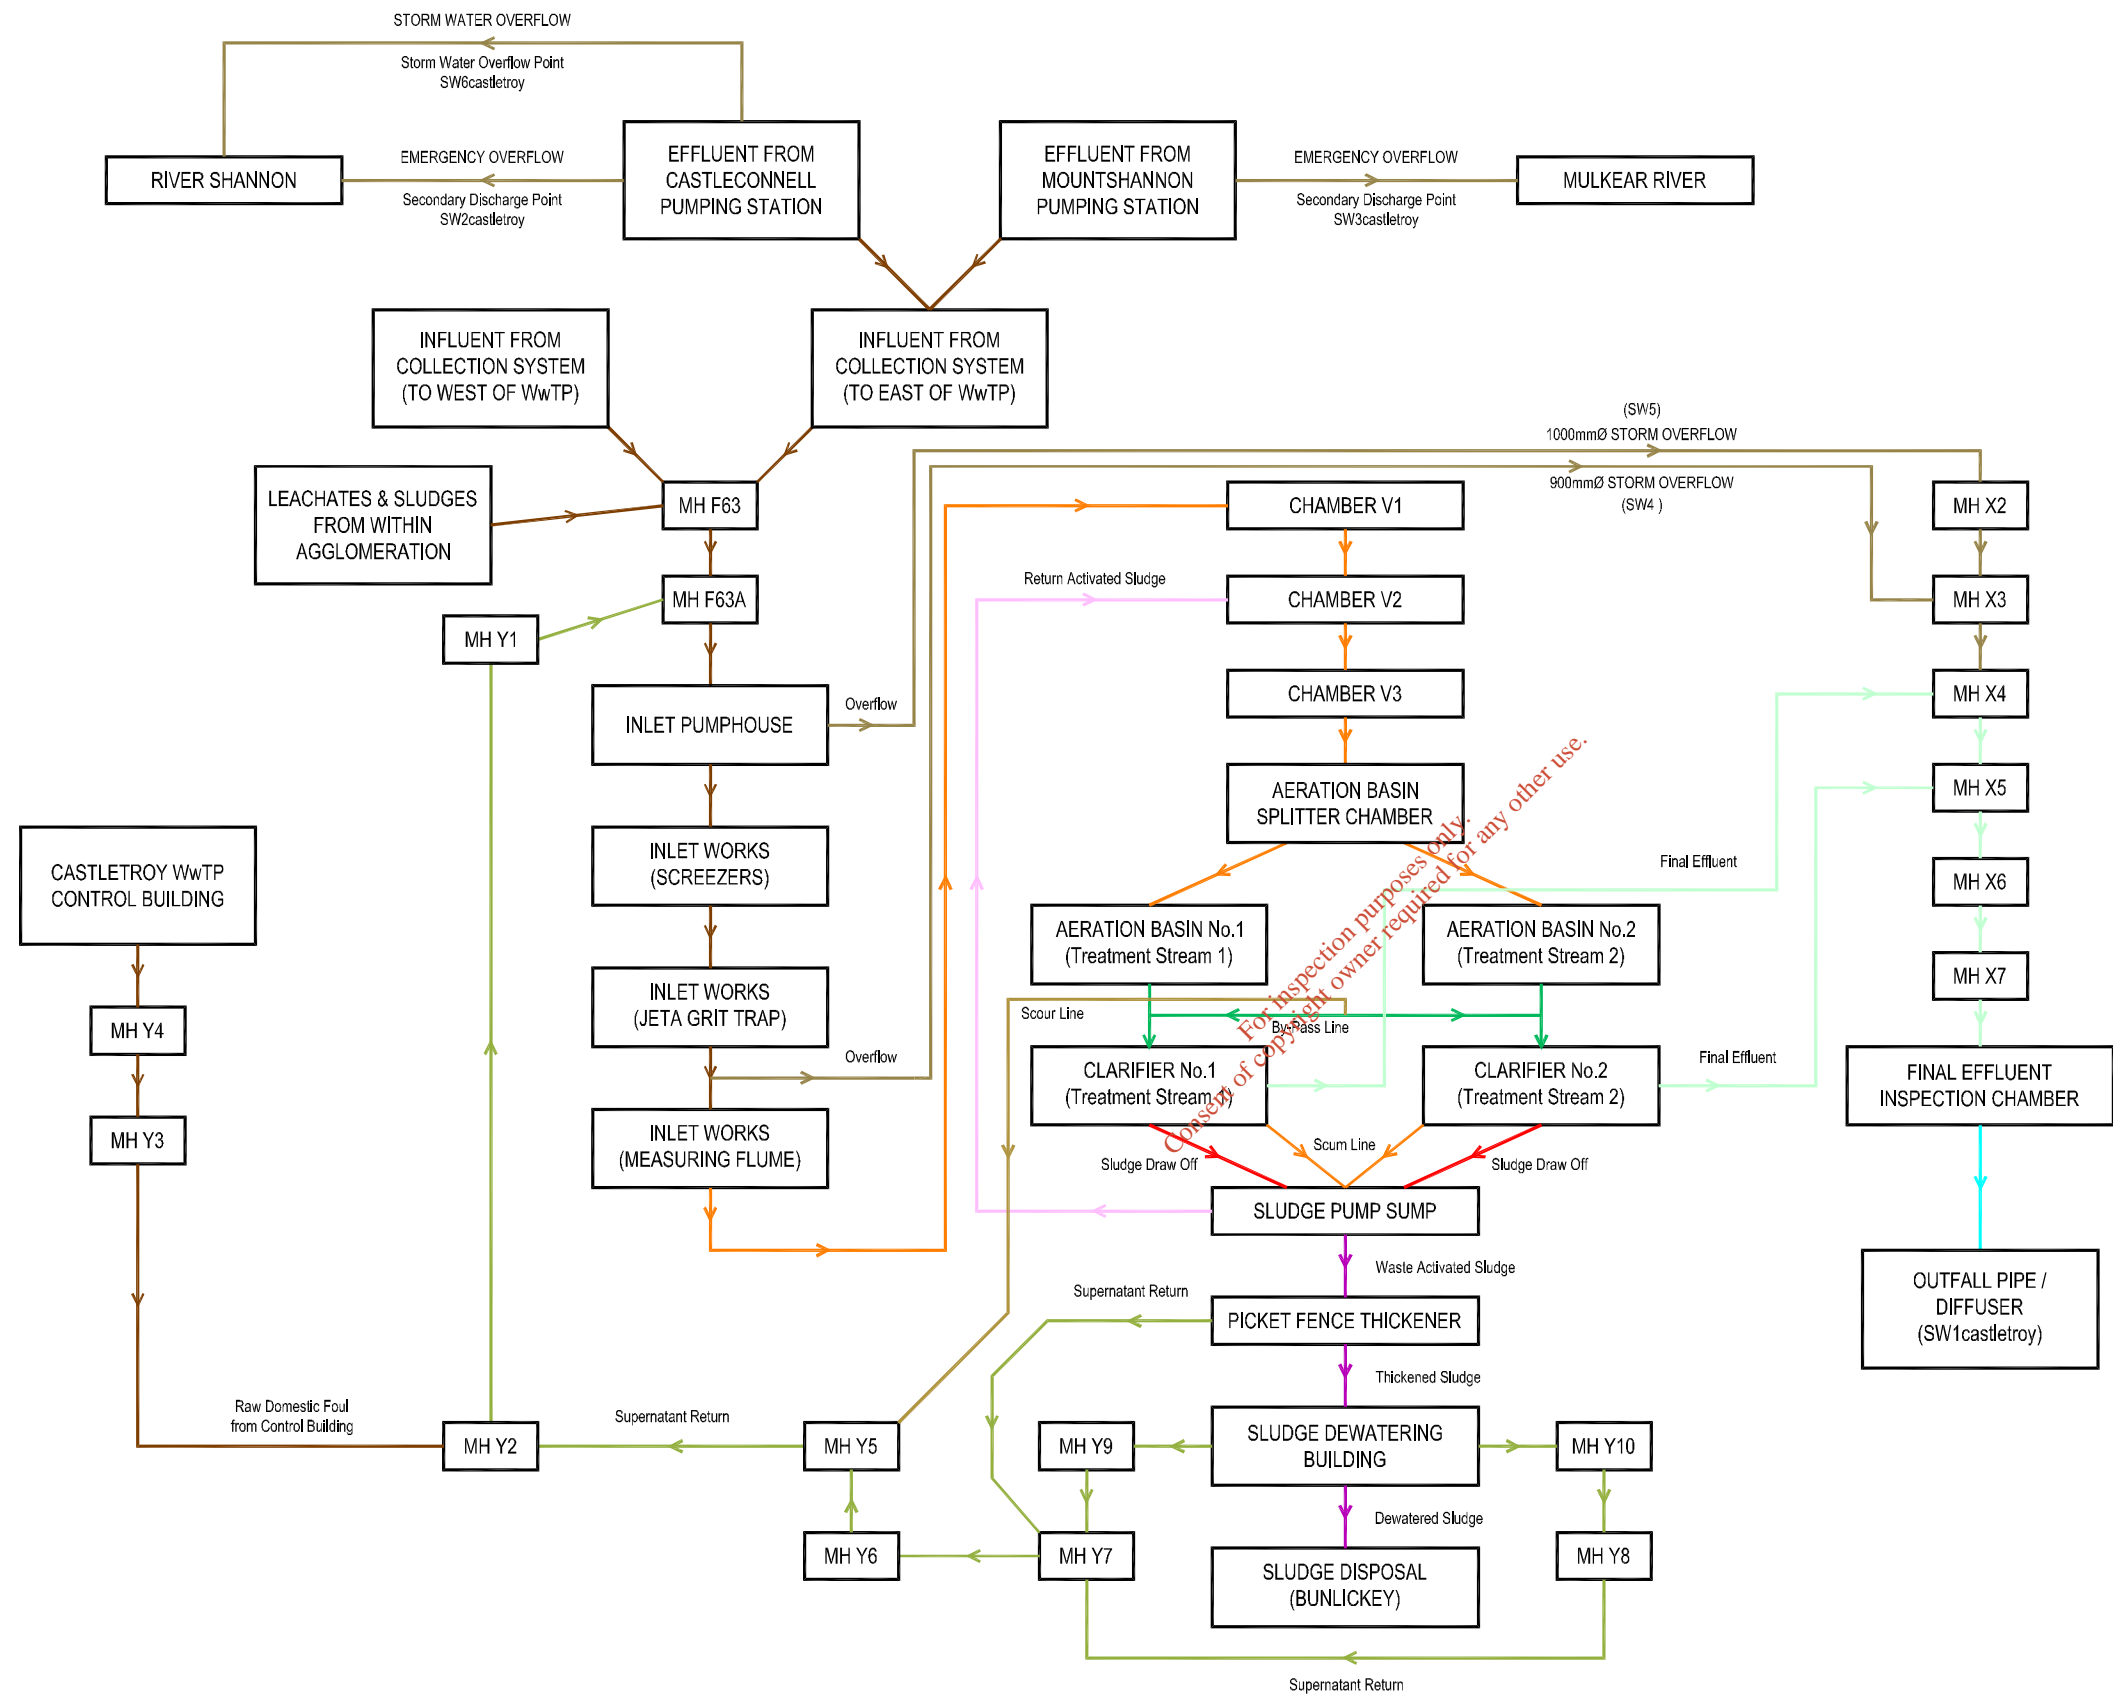 STORM WATER OVERFLOW
Storm Water Overflow Point
SW6castletroy
RIVER SHANNON
EMERGENCY OVERFLOW
Secondary Discharge Point
SW2castletroy
EFFLUENT FROM
CASTLECONNELL
PUMPING STATION
EFFLUENT FROM
MOUNTSHANNON
PUMPING STATION
EMERGENCY OVERFLOW
Secondary Discharge Point
SW3castletroy
MULKEAR RIVER
INFLUENT FROM
COLLECTION SYSTEM
(TO WEST OF WwTP)
INFLUENT FROM
COLLECTION SYSTEM
(TO EAST OF WwTP)
(SW5)
1000mmØ STORM OVERFLOW
900mmØ STORM OVERFLOW
(SW4 )
LEACHATES & SLUDGES
FROM WITHIN
AGGLOMERATION
MH F63
CHAMBER V1
MH X2
MH F63A
Return Activated Sludge
CHAMBER V2
MH X3
MH Y1
CHAMBER V3
MH X4
INLET PUMPHOUSE
Overflow
AERATION BASIN
SPLITTER CHAMBER
MH X5
CASTLETROY WwTP
CONTROL BUILDING
INLET WORKS
(SCREEZERS)
Final Effluent
MH X6
AERATION BASIN No.1
(Treatment Stream 1)
AERATION BASIN No.2
(Treatment Stream 2)
MH X7
MH Y4
INLET WORKS
(JETA GRIT TRAP)
Scour Line
By-Pass Line
Overflow
CLARIFIER No.1
(Treatment Stream 1)
CLARIFIER No.2
(Treatment Stream 2)
Final Effluent
FINAL EFFLUENT
INSPECTION CHAMBER
MH Y3
INLET WORKS
(MEASURING FLUME)
Sludge Draw Off
Scum Line
Sludge Draw Off
SLUDGE PUMP SUMP
Waste Activated Sludge
Supernatant Return
PICKET FENCE THICKENER
OUTFALL PIPE /
DIFFUSER
(SW1castletroy)
Thickened Sludge
Raw Domestic Foul
from Control Building
MH Y2
Supernatant Return
MH Y5
MH Y9
SLUDGE DEWATERING
BUILDING
MH Y10
Dewatered Sludge
MH Y6
MH Y7
SLUDGE DISPOSAL
(BUNLICKEY)
MH Y8
Supernatant Return
For inspection purposes only.
Consent of copyright owner required for any other use.